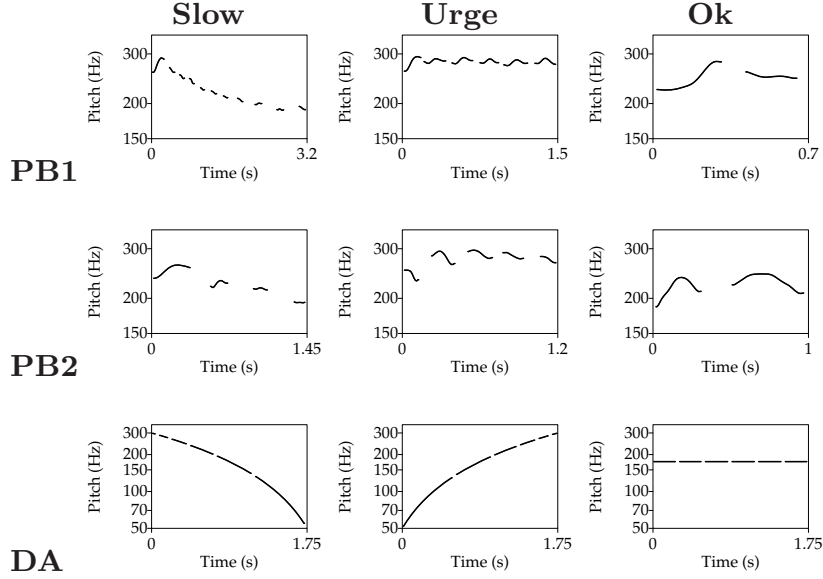 Slow Urge Ok
Pitch (Hz) 300 200 150 Pitch (Hz) 300 200 150 Pitch (Hz) 300 200 150
0 3.2 0 1.5 0 0.7
PB1 Time (s) Time (s) Time (s)
Pitch (Hz) 300 200 150 Pitch (Hz) 300 200 150 Pitch (Hz) 300 200 150
0 1.45 0 1.2 0 1
PB2 Time (s) Time (s) Time (s)
Pitch (Hz) 300 200 150 100 70 50 Pitch (Hz) 300 200 150 100 70 50 Pitch (Hz) 300 200 150 100 70 50
0 1.75 0 1.75 0 1.75
DA Time (s) Time (s) Time (s)